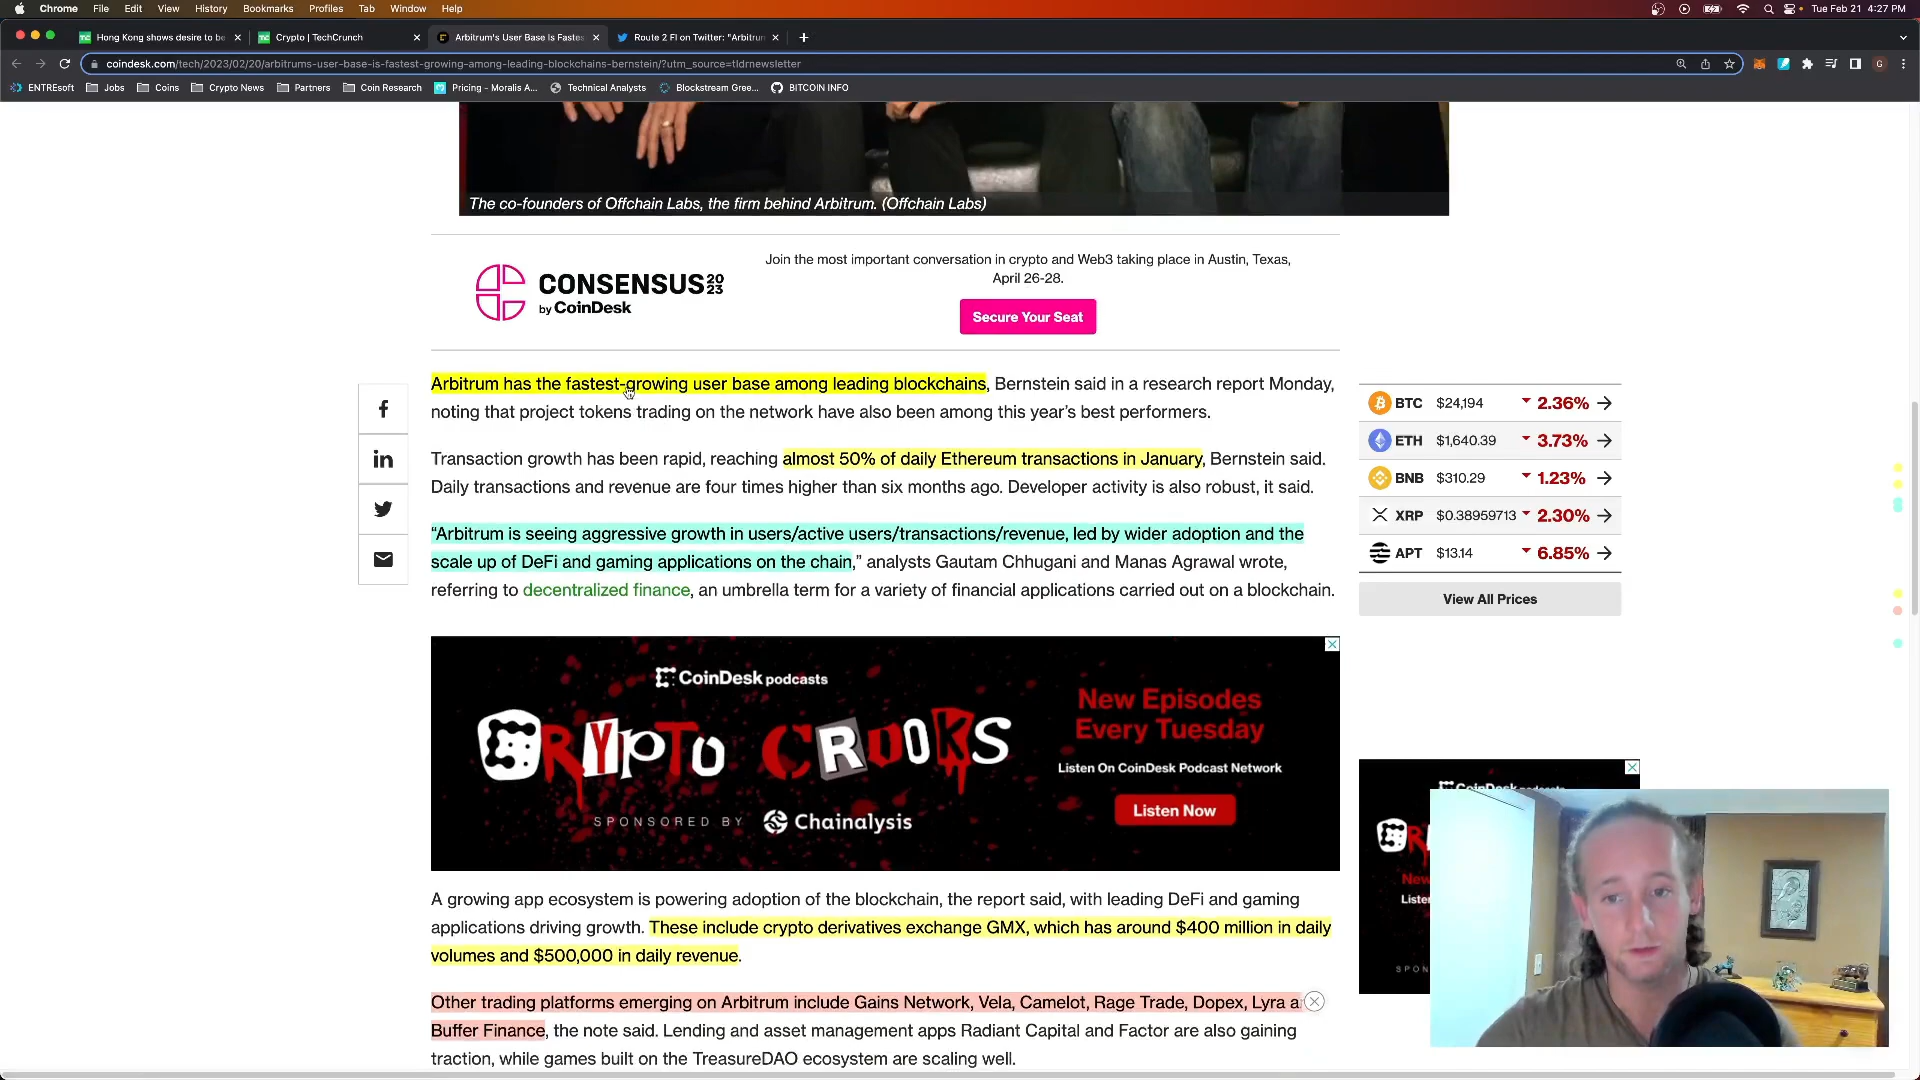 Chrome File Edit View History Bookmarks Profiles Tab Window Help Tue Feb 21 4:27 PM
Hong Kong shows desire to be Crypto | TechCrunch Arbitrum's User Base Is Fastes Route 2 FI on Twitter: "Arbitrum
coindesk.com/tech/2023/02/20/arbitrums-user-base-is-fastest-growing-among-leading-blockchains-bernstein/?utm_source=tldrnewsletter
ENTREsoft Jobs Coins Crypto News Partners Coin Research Pricing - Moralis A... Technical Analysts Blockstream Gree... BITCOIN INFO
The co-founders of Offchain Labs, the firm behind Arbitrum. (Offchain Labs)
CONSENSUS 2023
by CoinDesk
Join the most important conversation in crypto and Web3 taking place in Austin, Texas,
April 26-28.
Secure Your Seat
Arbitrum has the fastest-growing user base among leading blockchains, Bernstein said in a research report Monday,
noting that project tokens trading on the network have also been among this year's best performers.
Transaction growth has been rapid, reaching almost 50% of daily Ethereum transactions in January, Bernstein said.
Daily transactions and revenue are four times higher than six months ago. Developer activity is also robust, it said.
“Arbitrum is seeing aggressive growth in users/active users/transactions/revenue, led by wider adoption and the
scale up of DeFi and gaming applications on the chain,” analysts Gautam Chhugani and Manas Agrawal wrote,
referring to decentralized finance, an umbrella term for a variety of financial applications carried out on a blockchain.
BTC $24,194 2.36%
ETH $1,640.39 3.73%
BNB $310.29 1.23%
XRP $0.38959713 2.30%
APT $13.14 6.85%
View All Prices
CoinDesk podcasts
CRYPTO CROOKS
SPONSORED BY Chainalysis
New Episodes
Every Tuesday
Listen On CoinDesk Podcast Network
Listen Now
A growing app ecosystem is powering adoption of the blockchain, the report said, with leading DeFi and gaming
applications driving growth. These include crypto derivatives exchange GMX, which has around $400 million in daily
volumes and $500,000 in daily revenue.
Other trading platforms emerging on Arbitrum include Gains Network, Vela, Camelot, Rage Trade, Dopex, Lyra a
Buffer Finance, the note said. Lending and asset management apps Radiant Capital and Factor are also gaining
traction, while games built on the TreasureDAO ecosystem are scaling well.